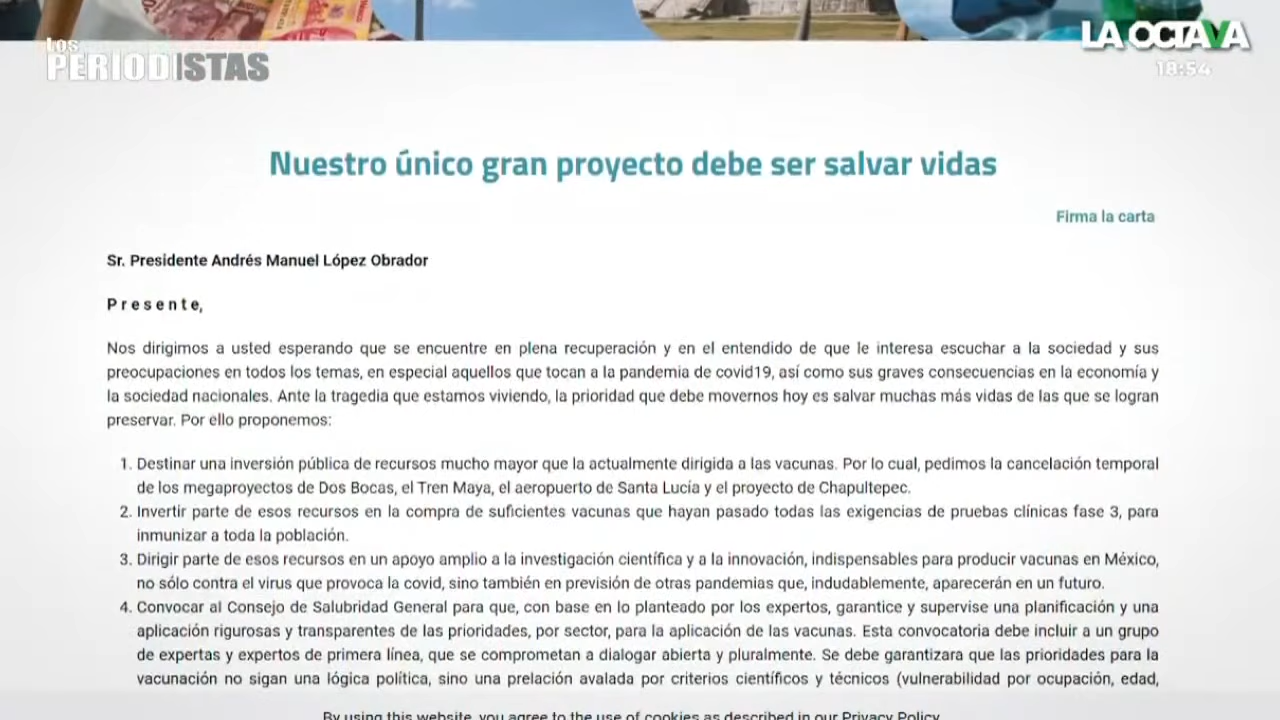 LOS
PERIODISTAS
LA OCTAVA
18:54
Nuestro único gran proyecto debe ser salvar vidas
Firma la carta
Sr. Presidente Andrés Manuel López Obrador
P r e s e n t e,
Nos dirigimos a usted esperando que se encuentre en plena recuperación y en el entendido de que le interesa escuchar a la sociedad y sus
preocupaciones en todos los temas, en especial aquellos que tocan a la pandemia de covid19, así como sus graves consecuencias en la economía y
la sociedad nacionales. Ante la tragedia que estamos viviendo, la prioridad que debe movernos hoy es salvar muchas más vidas de las que se logran
preservar. Por ello proponemos:
1. Destinar una inversión pública de recursos mucho mayor que la actualmente dirigida a las vacunas. Por lo cual, pedimos la cancelación temporal
de los megaproyectos de Dos Bocas, el Tren Maya, el aeropuerto de Santa Lucía y el proyecto de Chapultepec.
2. Invertir parte de esos recursos en la compra de suficientes vacunas que hayan pasado todas las exigencias de pruebas clínicas fase 3, para
inmunizar a toda la población.
3. Dirigir parte de esos recursos en un apoyo amplio a la investigación científica y a la innovación, indispensables para producir vacunas en México,
no sólo contra el virus que provoca la covid, sino también en previsión de otras pandemias que, indudablemente, aparecerán en un futuro.
4. Convocar al Consejo de Salubridad General para que, con base en lo planteado por los expertos, garantice y supervise una planificación y una
aplicación rigurosas y transparentes de las prioridades, por sector, para la aplicación de las vacunas. Esta convocatoria debe incluir a un grupo
de expertas y expertos de primera línea, que se comprometan a dialogar abierta y pluralmente. Se debe garantizara que las prioridades para la
vacunación no sigan una lógica política, sino una prelación avalada por criterios científicos y técnicos (vulnerabilidad por ocupación, edad,
By using this website, you agree to the use of cookies as described in our Privacy Policy